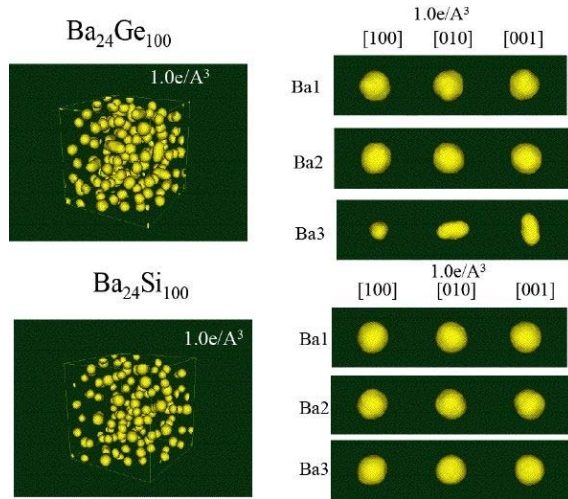 Ba24Ge100
1.0e/A3
1.0e/A3
[100] [010] [001]
Ba1
Ba2
Ba3
Ba24Si100
1.0e/A3
1.0e/A3
[100] [010] [001]
Ba1
Ba2
Ba3